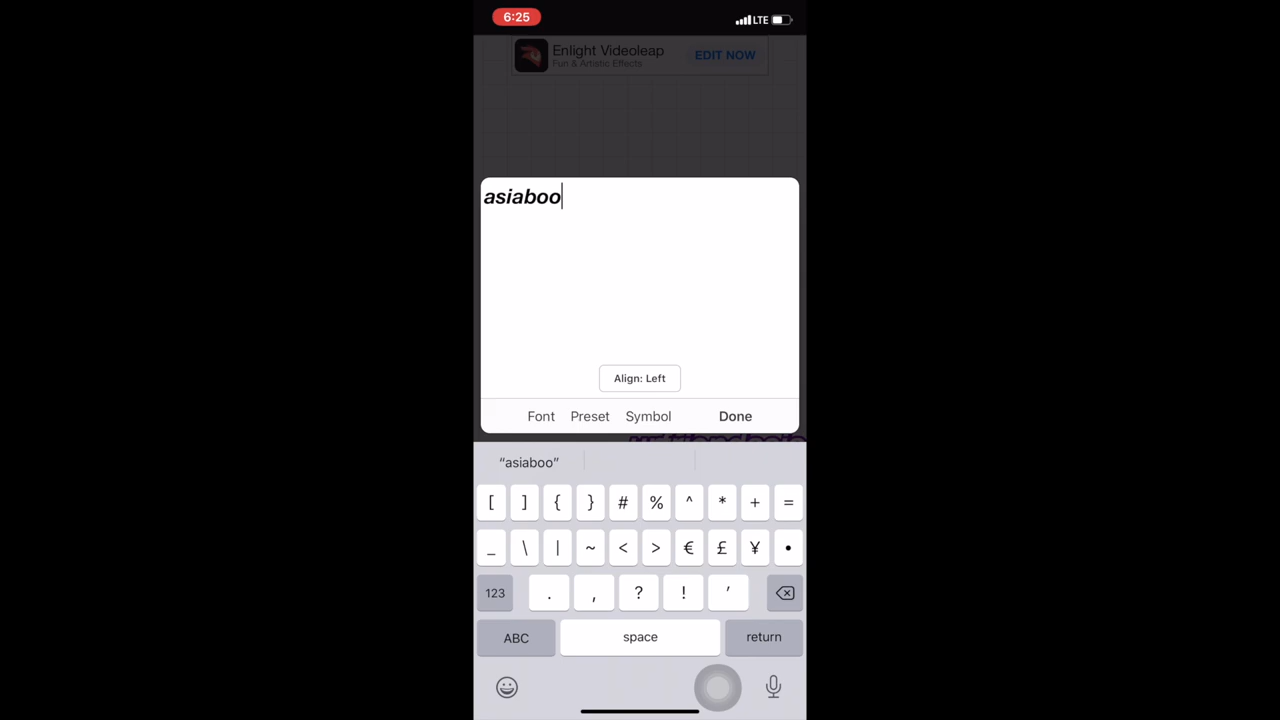 6:25
LTE
Enlight Videoleap
EDIT NOW
Fun & Artistic Effects
asiaboo
Align: Left
Font Preset Symbol Done
“asiaboo”
[ ] { } # % ^ * + =
_ \ | ~ < > € £ ¥ •
123 . , ? ! ’
ABC space return